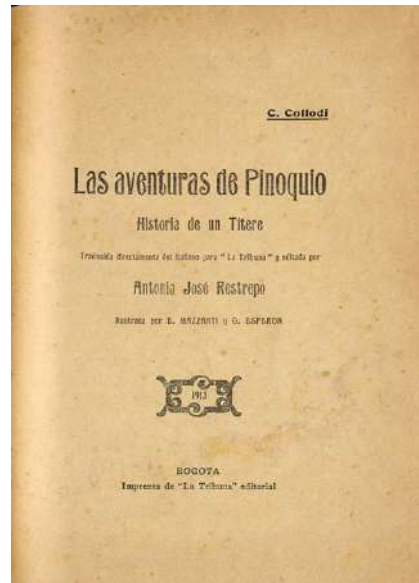 C. Collodi
Las aventuras de Pinoquio
Historia de un Títere
Traducida directamente del italiano para "La Tribuna" y editada por
Antonio José Restrepo
Ilustrada por E. MAZZANTI y G.
1913
BOGOTA
Imprenta de "La Tribuna" editorial